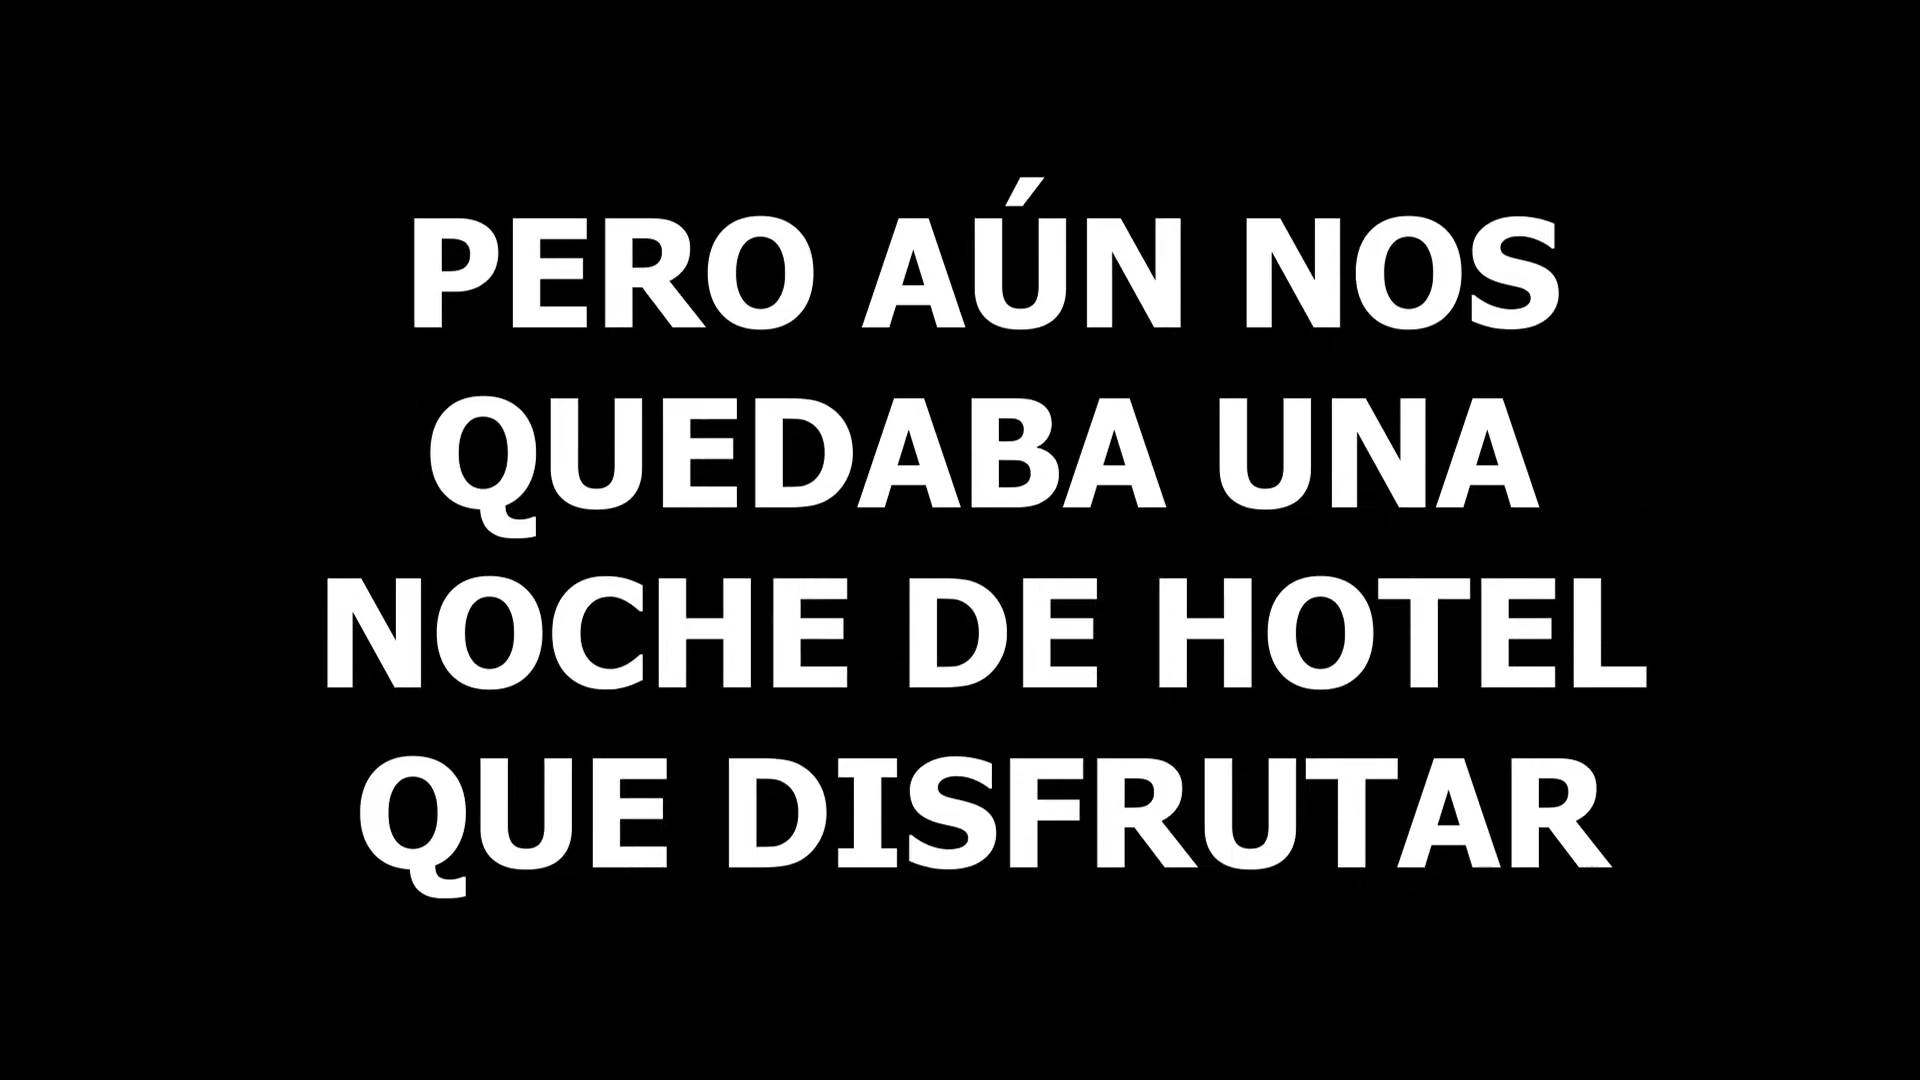 PERO AÚN NOS
QUEDABA UNA
NOCHE DE HOTEL
QUE DISFRUTAR